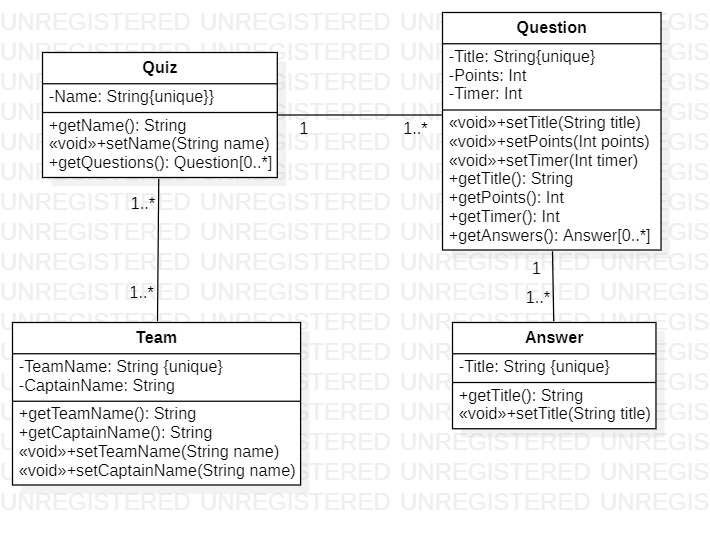 Quiz
-Name: String{unique}}
+getName(): String
«void»+setName(String name)
+getQuestions(): Question[0..*]
1
1..*
Question
-Title: String{unique}
-Points: Int
-Timer: Int
«void»+setTitle(String title)
«void»+setPoints(Int points)
«void»+setTimer(Int timer)
+getTitle(): String
+getPoints(): Int
+getTimer(): Int
+getAnswers(): Answer[0..*]
1..*
1..*
1
1..*
Team
-TeamName: String {unique}
-CaptainName: String
+getTeamName(): String
+getCaptainName(): String
«void»+setTeamName(String name)
«void»+setCaptainName(String name)
Answer
-Title: String {unique}
+getTitle(): String
«void»+setTitle(String title)
UNREGISTERED UNREGISTERED UNREGISTERED UNREGIS